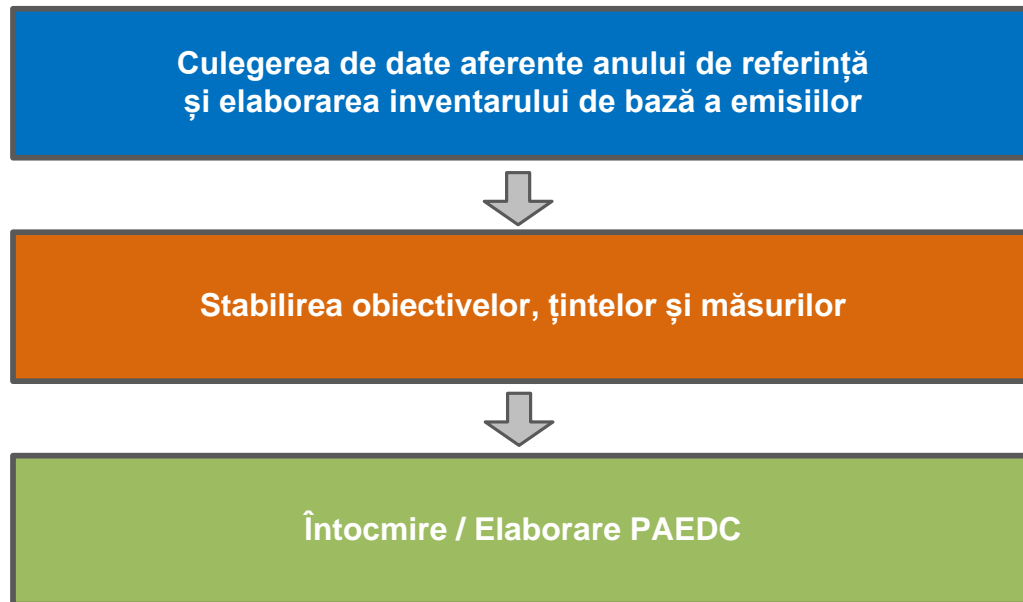 Culegerea de date aferente anului de referință
și elaborarea inventarului de bază a emisiilor
Stabilirea obiectivelor, țintelor și măsurilor
Întocmire / Elaborare PAEDC